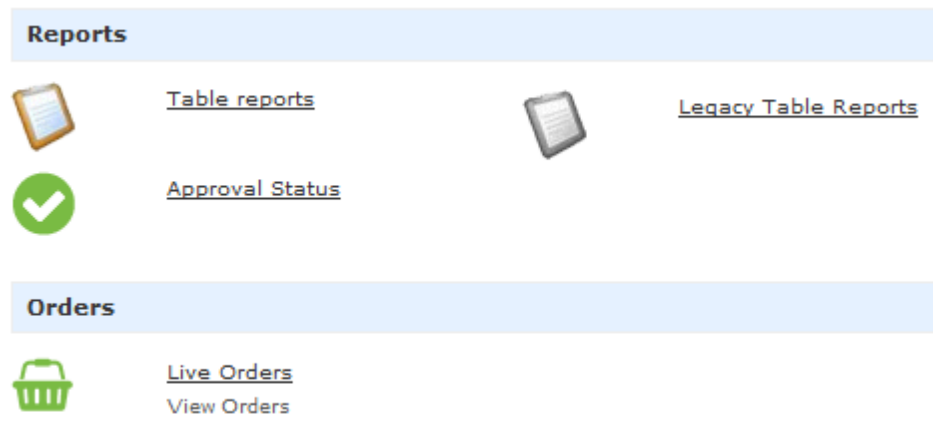 Reports
Table reports
Legacy Table Reports
Approval Status
Orders
Live Orders
View Orders